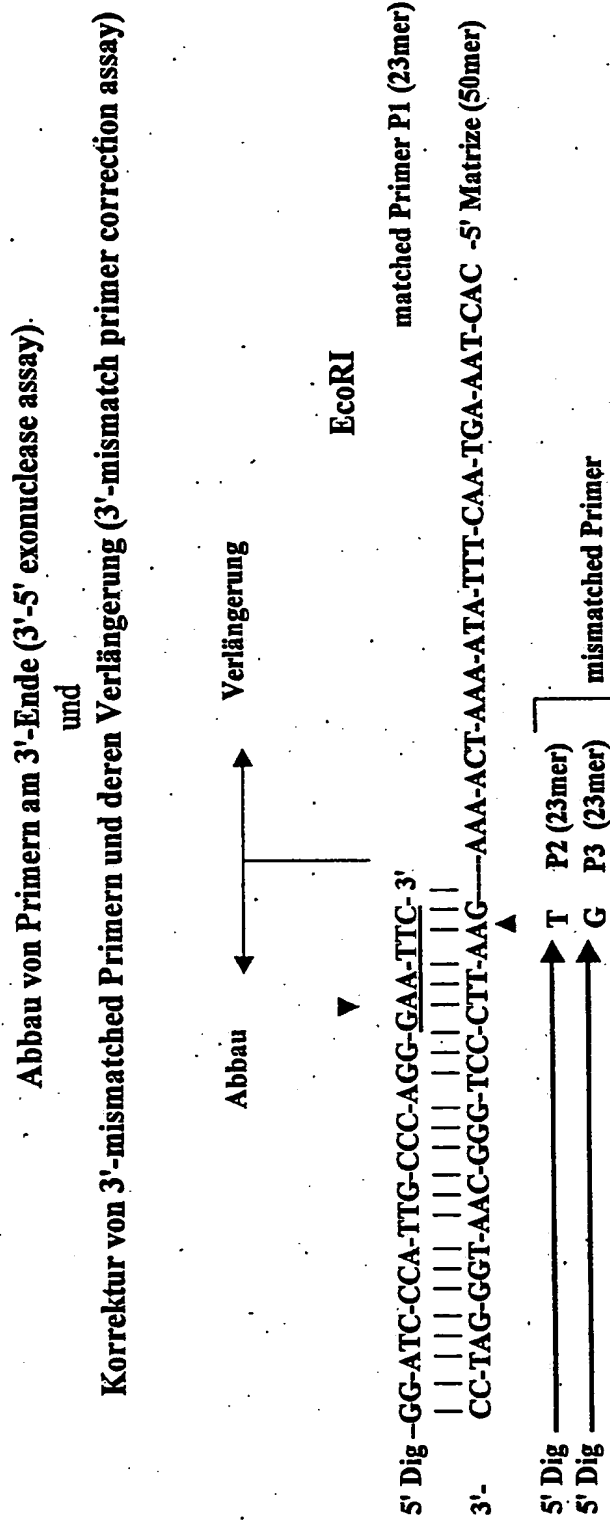 Abbau von Primern am 3'-Ende (3'-5' exonuclease assay).
und
Korrektur von 3'-mismatched Primern und deren Verlängerung (3'-mismatch primer correction assay)
Abbau
Verlängerung
EcoRI
matched Primer P1 (23mer)
5' Dig –GG-ATC-CCA-TTG-CCC-AGG-GAA-TTC- 3'
3'- CC-TAG-GGT-AAC-GGG-TCC-CTT-AAG----AAA-ACT-AAA-ATA-TTT-CAA-TGA-AAT-CAC -5' Matrize (50mer)
5' Dig T P2 (23mer)
5' Dig G P3 (23mer)
mismatched Primer